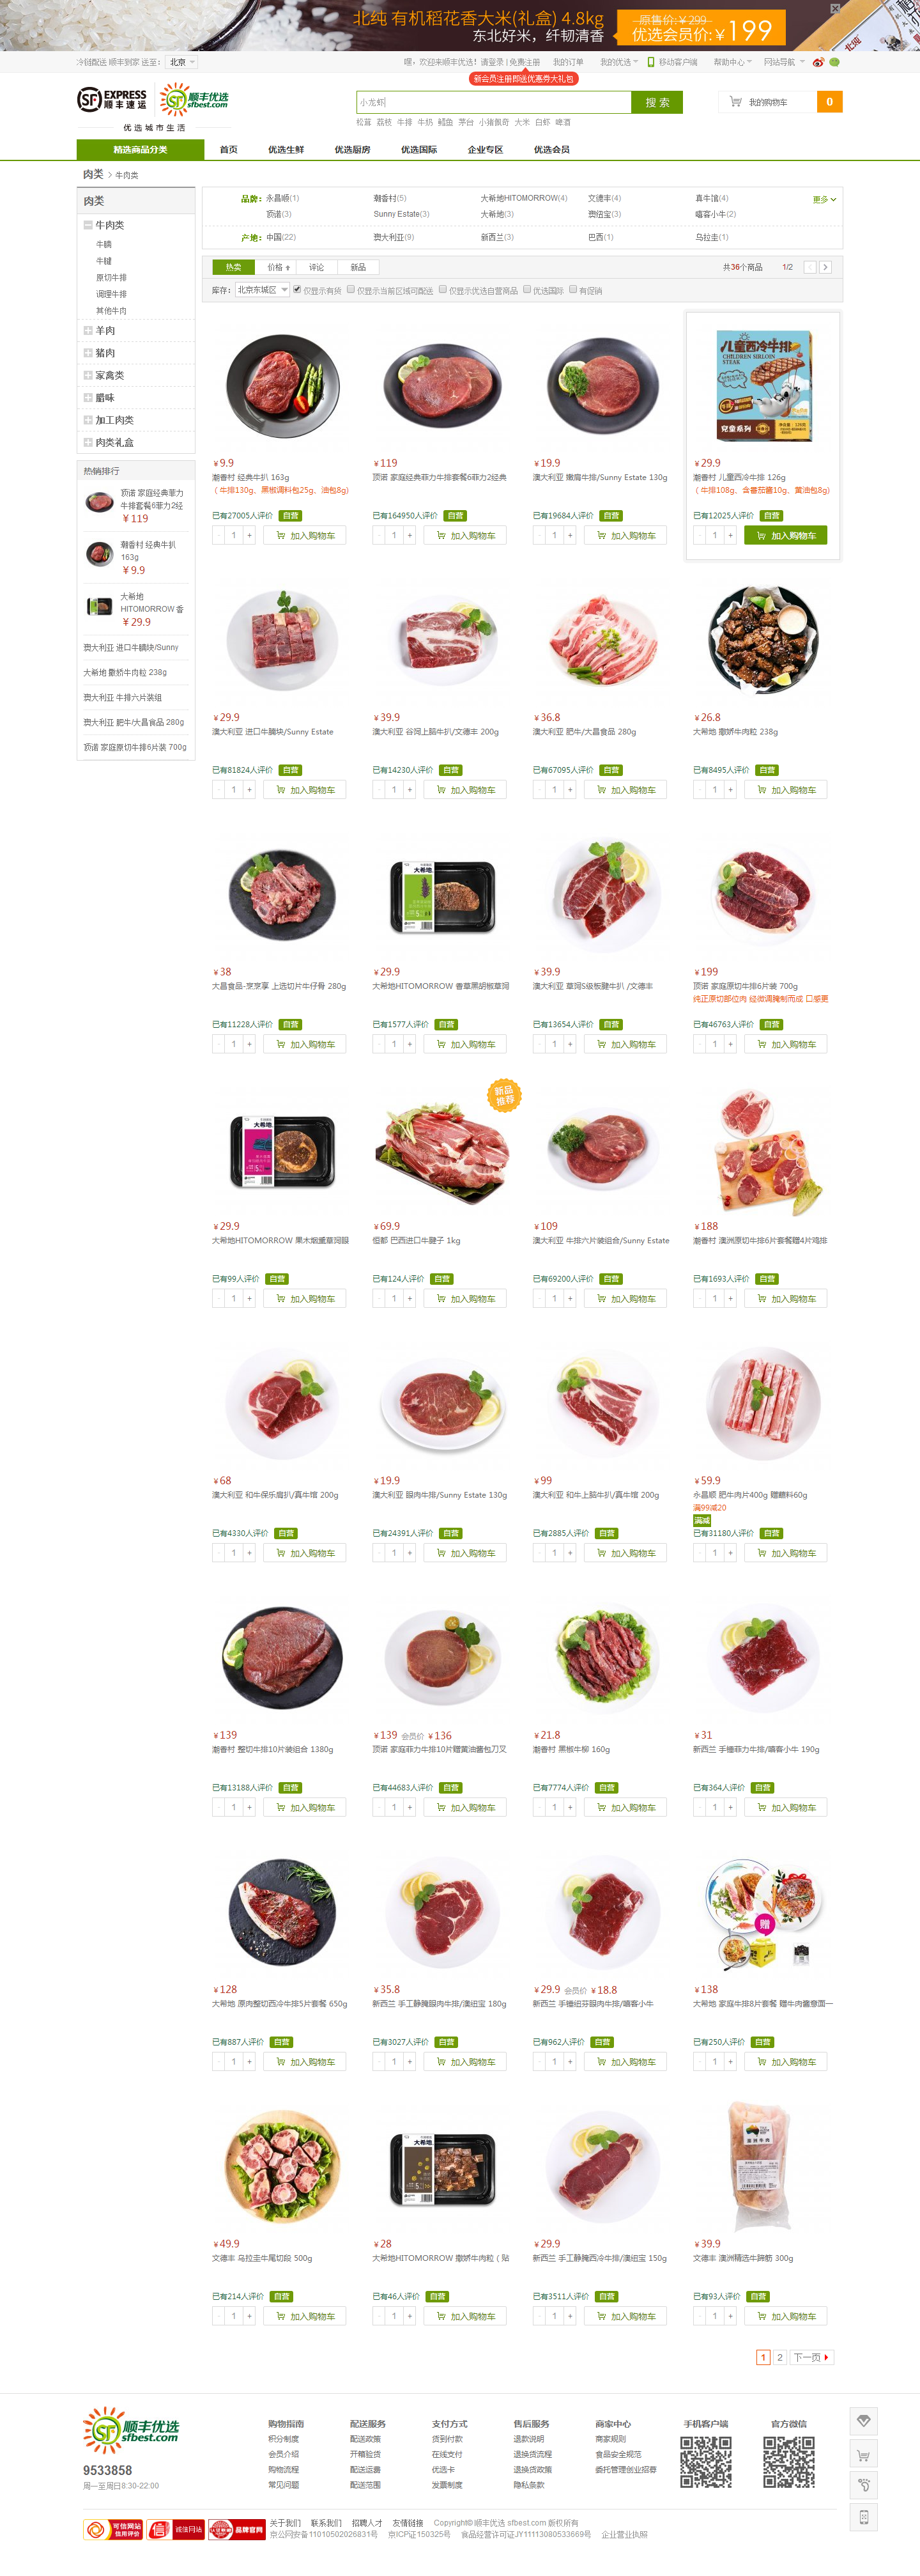 北纯 有机稻花香大米(礼盒) 4.8kg
东北好米，纤韧清香
原售价:￥299
优选会员价:￥199
冷链配送 顺丰到家 送至：北京
嘿，欢迎来顺丰优选！请登录 | 免费注册 我的订单 我的优选 移动客户端 帮助中心 网站导航
新会员注册即送优惠券大礼包
SF EXPRESS 顺丰速运 顺丰优选 sfbest.com
优选城市生活
小龙虾 搜 索
我的购物车 0
松茸 荔枝 牛排 牛奶 鳕鱼 茅台 小猪佩奇 大米 白虾 啤酒
精选商品分类 首页 优选生鲜 优选厨房 优选国际 企业专区 优选会员
肉类 > 牛肉类
肉类
牛肉类
牛腩
牛腱
原切牛排
调理牛排
其他牛肉
羊肉
猪肉
家禽类
腊味
加工肉类
肉类礼盒
热销排行
顶诺 家庭经典菲力
牛排套餐6菲力2经
￥119
潮香村 经典牛扒
163g
￥9.9
大希地
HITOMORROW 香
￥29.9
澳大利亚 进口牛腩块/Sunny
大希地 撒娇牛肉粒 238g
澳大利亚 牛排六片装组
澳大利亚 肥牛/大昌食品 280g
顶诺 家庭原切牛排6片装 700g
品牌： 永昌顺(1) 潮香村(5) 大希地HITOMORROW(4) 文德丰(4) 真牛馆(4) 更多
顶诺(3) Sunny Estate(3) 大希地(3) 澳纽宝(3) 嘻客小牛(2)
产地： 中国(22) 澳大利亚(9) 新西兰(3) 巴西(1) 乌拉圭(1)
热卖 价格 评论 新品 共36个商品 1/2
库存： 北京东城区 仅显示有货 仅显示当前区域可配送 仅显示优选自营商品 优选国际 有促销
儿童西冷牛排
CHILDREN SIRLOIN STEAK
￥9.9 ￥119 ￥19.9 ￥29.9
潮香村 经典牛扒 163g 顶诺 家庭经典菲力牛排套餐6菲力2经典 澳大利亚 嫩肩牛排/Sunny Estate 130g 潮香村 儿童西冷牛排 126g
（牛排130g、黑椒调料包25g、油包8g） （牛排108g、含番茄酱10g、黄油包8g）
已有27005人评价 自营 已有164950人评价 自营 已有19684人评价 自营 已有12025人评价 自营
- 1 + 加入购物车 - 1 + 加入购物车 - 1 + 加入购物车 - 1 + 加入购物车
￥29.9 ￥39.9 ￥36.8 ￥26.8
澳大利亚 进口牛腩块/Sunny Estate 澳大利亚 谷饲上脑牛扒/文德丰 200g 澳大利亚 肥牛/大昌食品 280g 大希地 撒娇牛肉粒 238g
已有81824人评价 自营 已有14230人评价 自营 已有67095人评价 自营 已有8495人评价 自营
- 1 + 加入购物车 - 1 + 加入购物车 - 1 + 加入购物车 - 1 + 加入购物车
大希地
￥38 ￥29.9 ￥39.9 ￥199
大昌食品-烹烹享 上选切片牛仔骨 280g 大希地HITOMORROW 香草黑胡椒草饲 澳大利亚 草饲S级板腱牛扒 /文德丰 顶诺 家庭原切牛排6片装 700g
纯正原切部位肉 经微调腌制而成 口感更
已有11228人评价 自营 已有1577人评价 自营 已有13654人评价 自营 已有46763人评价 自营
- 1 + 加入购物车 - 1 + 加入购物车 - 1 + 加入购物车 - 1 + 加入购物车
大希地
新品推荐
￥29.9 ￥69.9 ￥109 ￥188
大希地HITOMORROW 果木烟熏草饲眼 恒都 巴西进口牛腱子 1kg 澳大利亚 牛排六片装组合/Sunny Estate 潮香村 澳洲原切牛排6片套餐赠4片鸡排
已有99人评价 自营 已有124人评价 自营 已有69200人评价 自营 已有1693人评价 自营
- 1 + 加入购物车 - 1 + 加入购物车 - 1 + 加入购物车 - 1 + 加入购物车
￥68 ￥19.9 ￥99 ￥59.9
澳大利亚 和牛保乐肩扒/真牛馆 200g 澳大利亚 眼肉牛排/Sunny Estate 130g 澳大利亚 和牛上脑牛扒/真牛馆 200g 永昌顺 肥牛肉片400g 赠蘸料60g
满99减20
满减
已有4330人评价 自营 已有24391人评价 自营 已有2885人评价 自营 已有31180人评价 自营
- 1 + 加入购物车 - 1 + 加入购物车 - 1 + 加入购物车 - 1 + 加入购物车
￥139 ￥139 会员价 ￥136 ￥21.8 ￥31
潮香村 整切牛排10片装组合 1380g 顶诺 家庭菲力牛排10片赠黄油酱包刀叉 潮香村 黑椒牛柳 160g 新西兰 手棰菲力牛排/嘻客小牛 190g
已有13188人评价 自营 已有44683人评价 自营 已有7774人评价 自营 已有364人评价 自营
- 1 + 加入购物车 - 1 + 加入购物车 - 1 + 加入购物车 - 1 + 加入购物车
赠
￥128 ￥35.8 ￥29.9 会员价 ￥18.8 ￥138
大希地 原肉整切西冷牛排5片套餐 650g 新西兰 手工静腌眼肉牛排/澳纽宝 180g 新西兰 手棰纽芬眼肉牛排/嘻客小牛 大希地 家庭牛排8片套餐 赠牛肉酱意面一
已有887人评价 自营 已有3027人评价 自营 已有962人评价 自营 已有250人评价 自营
- 1 + 加入购物车 - 1 + 加入购物车 - 1 + 加入购物车 - 1 + 加入购物车
大希地
￥49.9 ￥28 ￥29.9 ￥39.9
文德丰 乌拉圭牛尾切段 500g 大希地HITOMORROW 撒娇牛肉粒（贴 新西兰 手工静腌西冷牛排/澳纽宝 150g 文德丰 澳洲精选牛蹄筋 300g
已有214人评价 自营 已有46人评价 自营 已有3511人评价 自营 已有93人评价 自营
- 1 + 加入购物车 - 1 + 加入购物车 - 1 + 加入购物车 - 1 + 加入购物车
1 2 下一页
顺丰优选 sfbest.com
9533858
周一至周日8:30-22:00
购物指南 配送服务 支付方式 售后服务 商家中心 手机客户端 官方微信
积分制度 配送政策 货到付款 退款说明 商家规则
会员介绍 开箱验货 在线支付 退换货流程 食品安全规范
购物流程 配送运费 优选卡 退换货政策 委托管理创业招募
常见问题 配送范围 发票制度 隐私条款
可信网站 信用评价 诚信网站 品牌官网
关于我们 联系我们 招聘人才 友情链接 Copyright© 顺丰优选 sfbest.com 版权所有
京公网安备11010502025831号 京ICP证150325号 食品经营许可证JY11113080533669号 企业营业执照